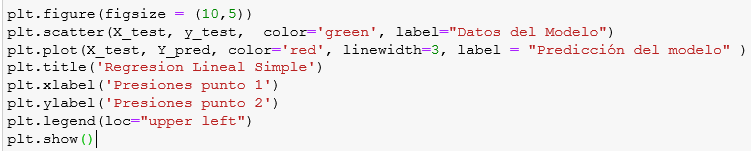 plt.figure(figsize = (10,5))
plt.scatter(X_test, y_test,  color='green', label="Datos del Modelo")
plt.plot(X_test, Y_pred, color='red', linewidth=3, label = "Predicción del modelo" )
plt.title('Regresion Lineal Simple')
plt.xlabel('Presiones punto 1')
plt.ylabel('Presiones punto 2')
plt.legend(loc="upper left")
plt.show()